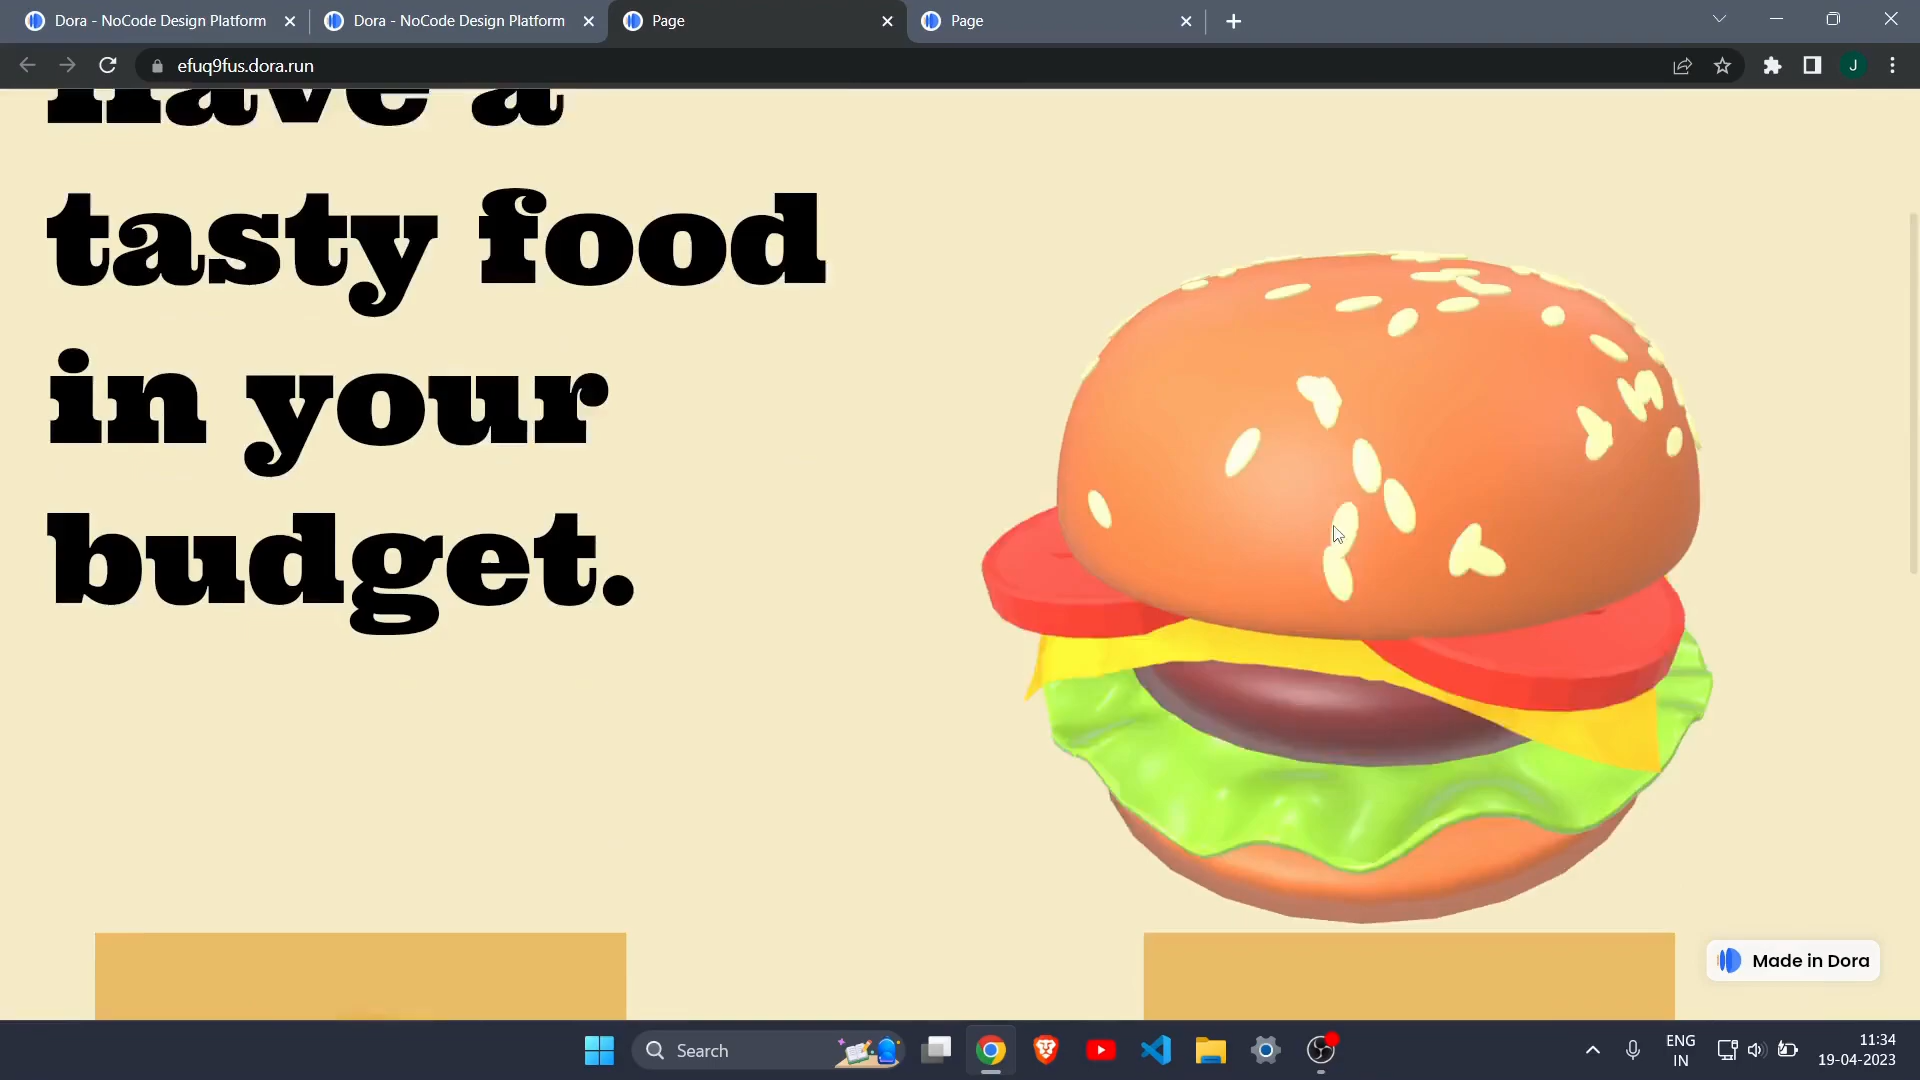 Dora - NoCode Design Platform
Dora - NoCode Design Platform
Page
Page
efuq9fus.dora.run
J
Have a
tasty food
in your
budget.
Made in Dora
Search
ENG
IN
11:34
19-04-2023